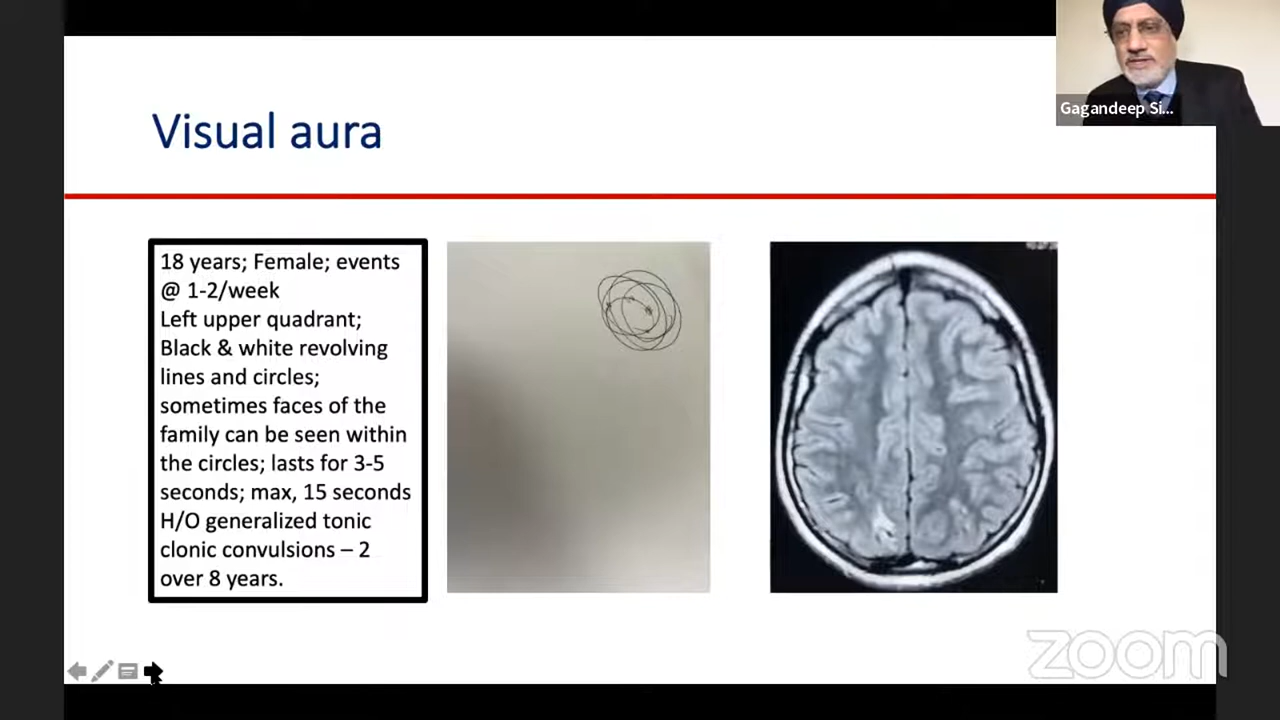 Gagandeep Si...
Visual aura
18 years; Female; events
@ 1-2/week
Left upper quadrant;
Black & white revolving
lines and circles;
sometimes faces of the
family can be seen within
the circles; lasts for 3-5
seconds; max, 15 seconds
H/O generalized tonic
clonic convulsions – 2
over 8 years.
zoom